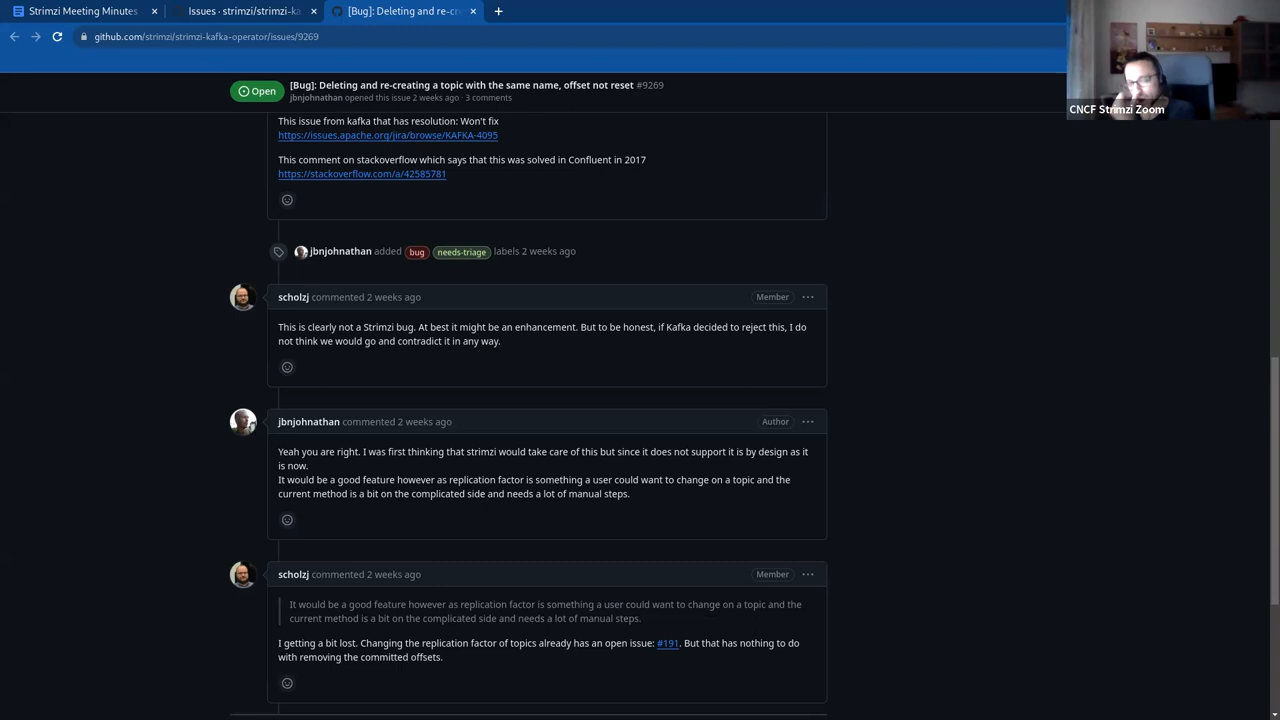 Strimzi Meeting Minutes
Issues · strimzi/strimzi-ka
[Bug]: Deleting and re-cr
github.com/strimzi/strimzi-kafka-operator/issues/9269
CNCF Strimzi Zoom
Open
[Bug]: Deleting and re-creating a topic with the same name, offset not reset #9269
jbnjohnathan opened this issue 2 weeks ago · 3 comments
This issue from kafka that has resolution: Won't fix
https://issues.apache.org/jira/browse/KAFKA-4095
This comment on stackoverflow which says that this was solved in Confluent in 2017
https://stackoverflow.com/a/42585781
jbnjohnathan added bug needs-triage labels 2 weeks ago
scholzj commented 2 weeks ago
Member
This is clearly not a Strimzi bug. At best it might be an enhancement. But to be honest, if Kafka decided to reject this, I do
not think we would go and contradict it in any way.
jbnjohnathan commented 2 weeks ago
Author
Yeah you are right. I was first thinking that strimzi would take care of this but since it does not support it is by design as it
is now.
It would be a good feature however as replication factor is something a user could want to change on a topic and the
current method is a bit on the complicated side and needs a lot of manual steps.
scholzj commented 2 weeks ago
Member
It would be a good feature however as replication factor is something a user could want to change on a topic and the
current method is a bit on the complicated side and needs a lot of manual steps.
I getting a bit lost. Changing the replication factor of topics already has an open issue: #191. But that has nothing to do
with removing the committed offsets.